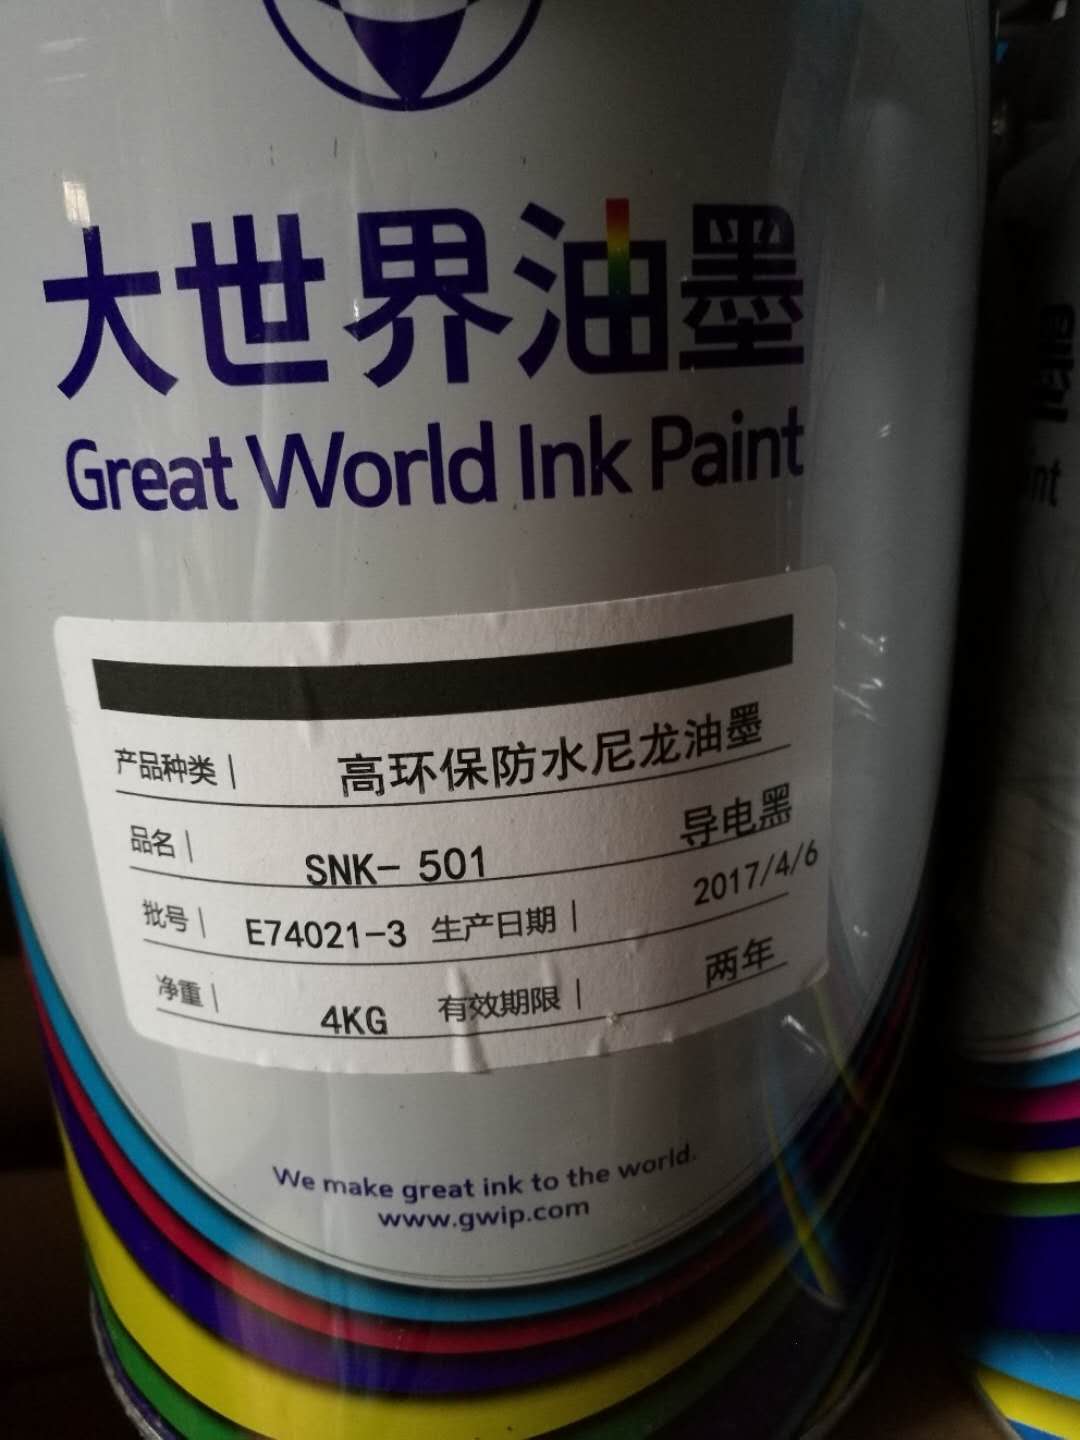 大世界油墨
Great World Ink Paint
产品种类| 高环保防水尼龙油墨
品名| SNK- 501 导电黑
批号| E74021-3 生产日期| 2017/4/6
净重| 4KG 有效期限| 两年
We make great ink to the world.
www.gwip.com
墨
int